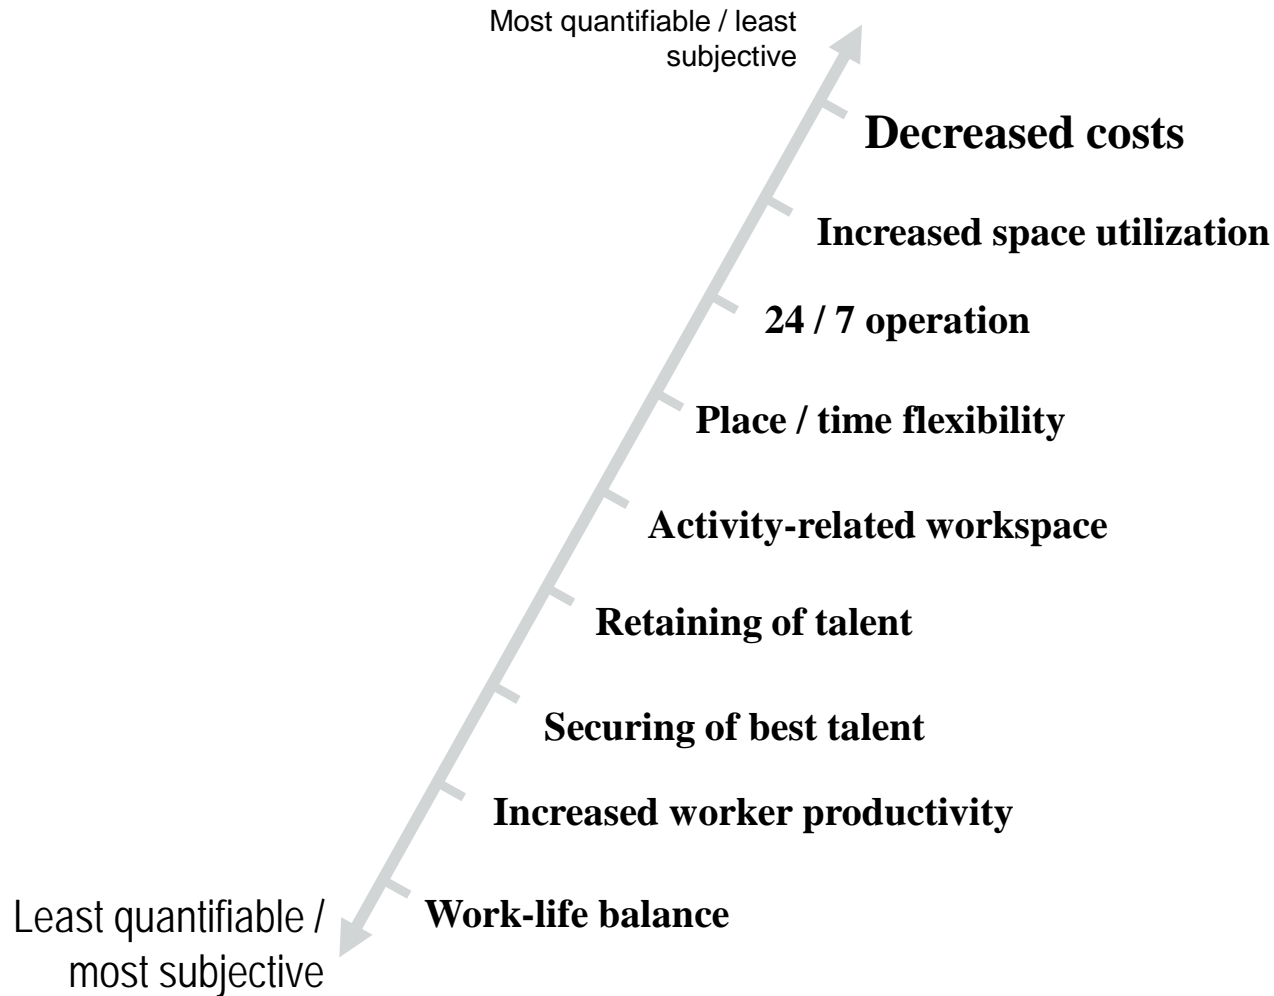 Most quantifiable / least
subjective
Decreased costs
Increased space utilization
24 / 7 operation
Place / time flexibility
Activity-related workspace
Retaining of talent
Securing of best talent
Increased worker productivity
Work-life balance
Least quantifiable /
most subjective